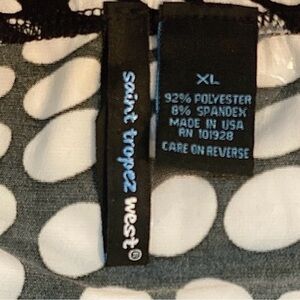 saint tropez west®
XL
92% POLYESTER
8% SPANDEX
MADE IN USA
RN 101928
CARE ON REVERSE